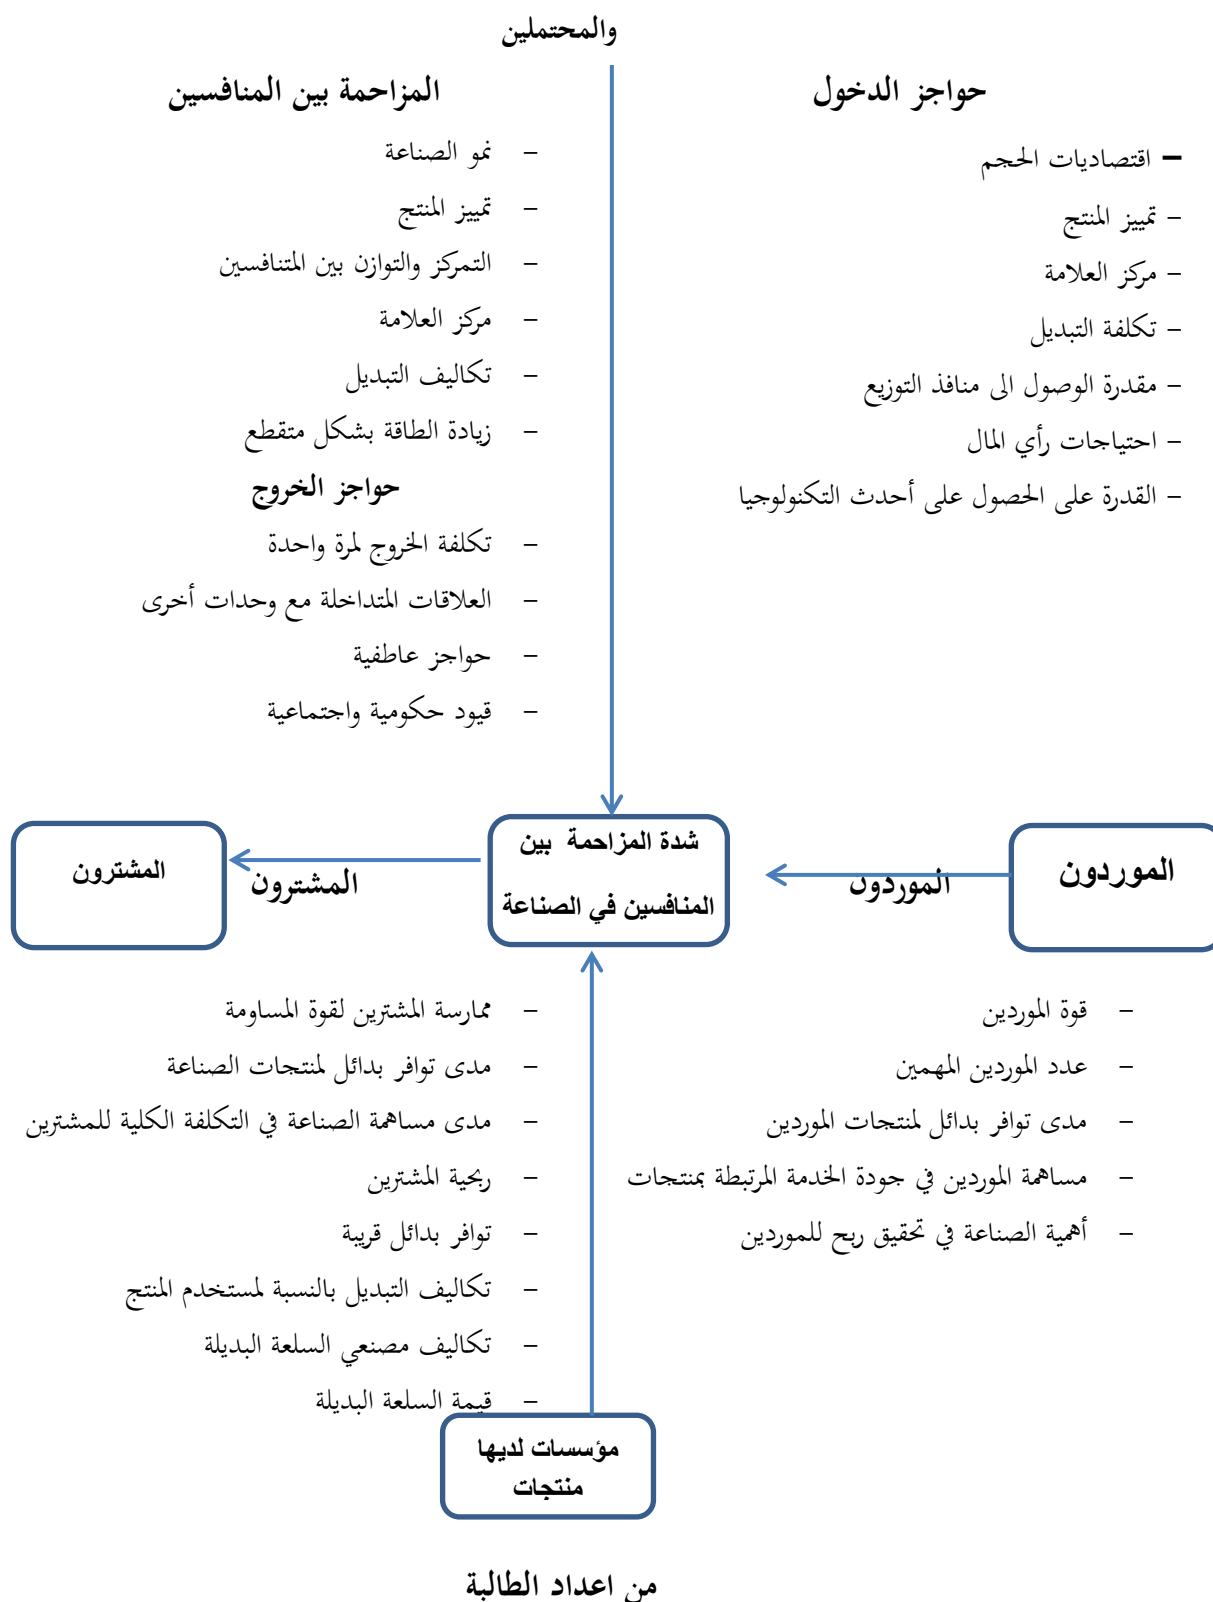 والمحتملين
حواجز الدخول
– اقتصاديات الحجم
– تمييز المنتج
– مركز العلامة
– تكلفة التبديل
– مقدرة الوصول الى منافذ التوزيع
– احتياجات رأي المال
– القدرة على الحصول على أحدث التكنولوجيا
المزاحمة بين المنافسين
– نمو الصناعة
– تمييز المنتج
– التمركز والتوازن بين المتنافسين
– مركز العلامة
– تكاليف التبديل
– زيادة الطاقة بشكل متقطع
حواجز الخروج
– تكلفة الخروج لمرة واحدة
– العلاقات المتداخلة مع وحدات أخرى
– حواجز عاطفية
– قيود حكومية واجتماعية
الموردون
الموردون
شدة المزاحمة بين
المنافسين في الصناعة
المشترون
المشترون
– قوة الموردين
– عدد الموردين المهمين
– مدى توافر بدائل لمنتجات الموردين
– مساهمة الموردين في جودة الخدمة المرتبطة بمنتجات
– أهمية الصناعة في تحقيق ربح للموردين
– ممارسة المشترين لقوة المساومة
– مدى توافر بدائل لمنتجات الصناعة
– مدى مساهمة الصناعة في التكلفة الكلية للمشترين
– ربحية المشترين
– توافر بدائل قريبة
– تكاليف التبديل بالنسبة لمستخدم المنتج
– تكاليف مصنعي السلعة البديلة
– قيمة السلعة البديلة
مؤسسات لديها
منتجات
من اعداد الطالبة